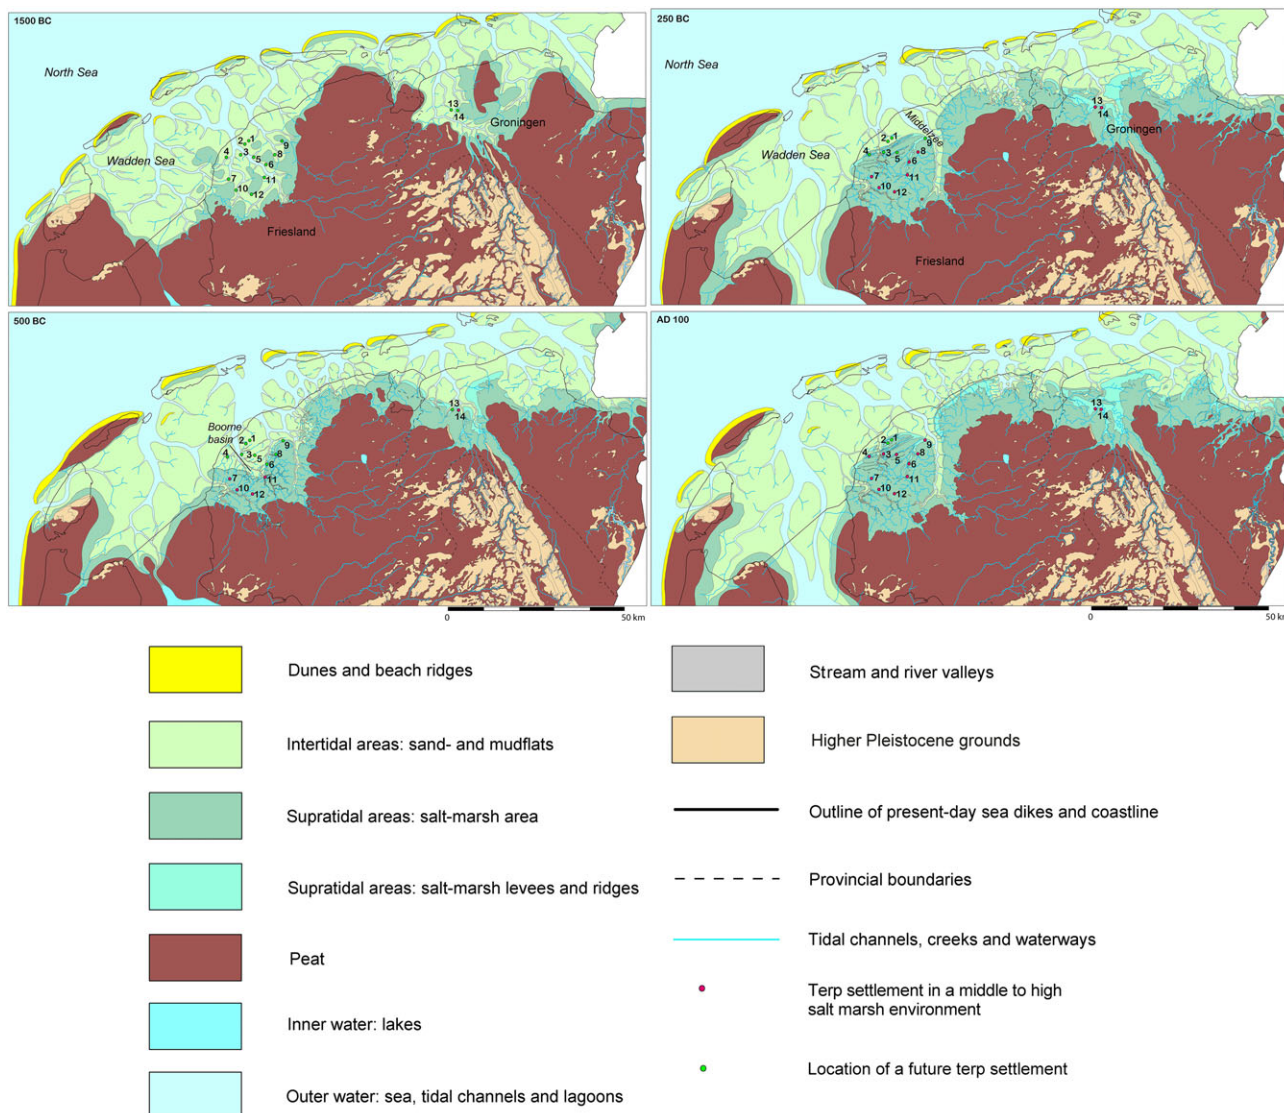 1500 BC
North Sea
Wadden Sea
Groningen
Friesland
13
14
2
1
9
4
3
5
8
6
7
11
10
12
250 BC
North Sea
Wadden Sea
Middelzee
Groningen
Friesland
13
14
2
1
9
4
3
5
8
6
7
11
10
12
500 BC
Boorne
basin
13
14
2
1
9
4
3
5
8
6
7
11
10
12
0
50 km
AD 100
13
14
2
1
9
4
3
5
8
6
7
11
10
12
0
50 km
Dunes and beach ridges
Intertidal areas: sand- and mudflats
Supratidal areas: salt-marsh area
Supratidal areas: salt-marsh levees and ridges
Peat
Inner water: lakes
Outer water: sea, tidal channels and lagoons
Stream and river valleys
Higher Pleistocene grounds
Outline of present-day sea dikes and coastline
Provincial boundaries
Tidal channels, creeks and waterways
Terp settlement in a middle to high
salt marsh environment
Location of a future terp settlement